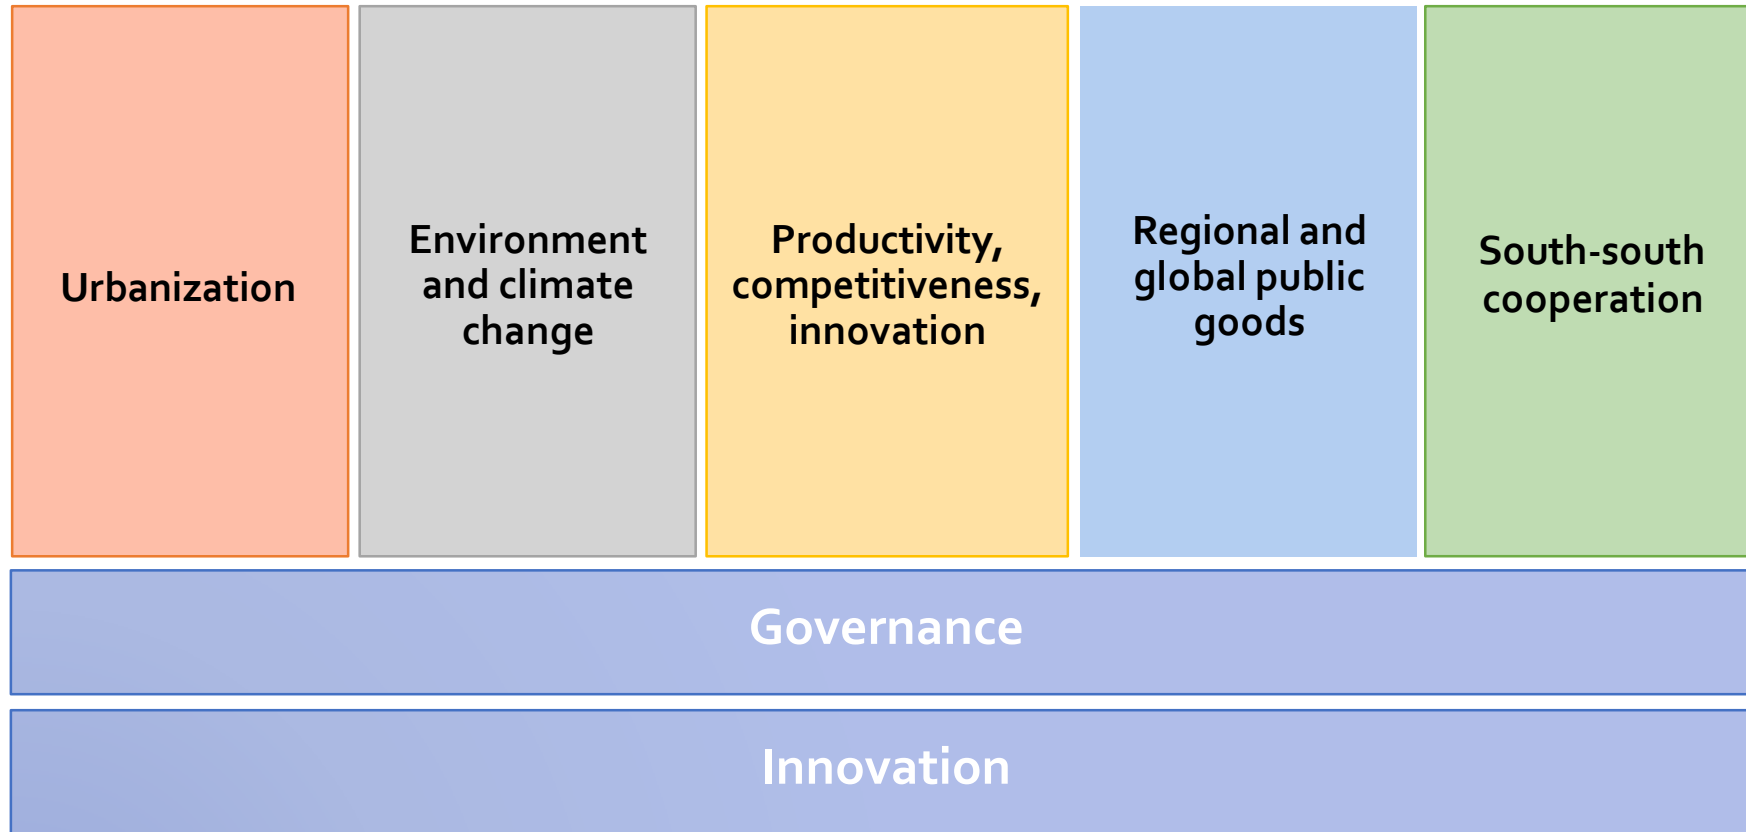 Urbanization
Environment
and climate
change
Productivity,
competitiveness,
innovation
Regional and
global public
goods
South-south
cooperation
Governance
Innovation